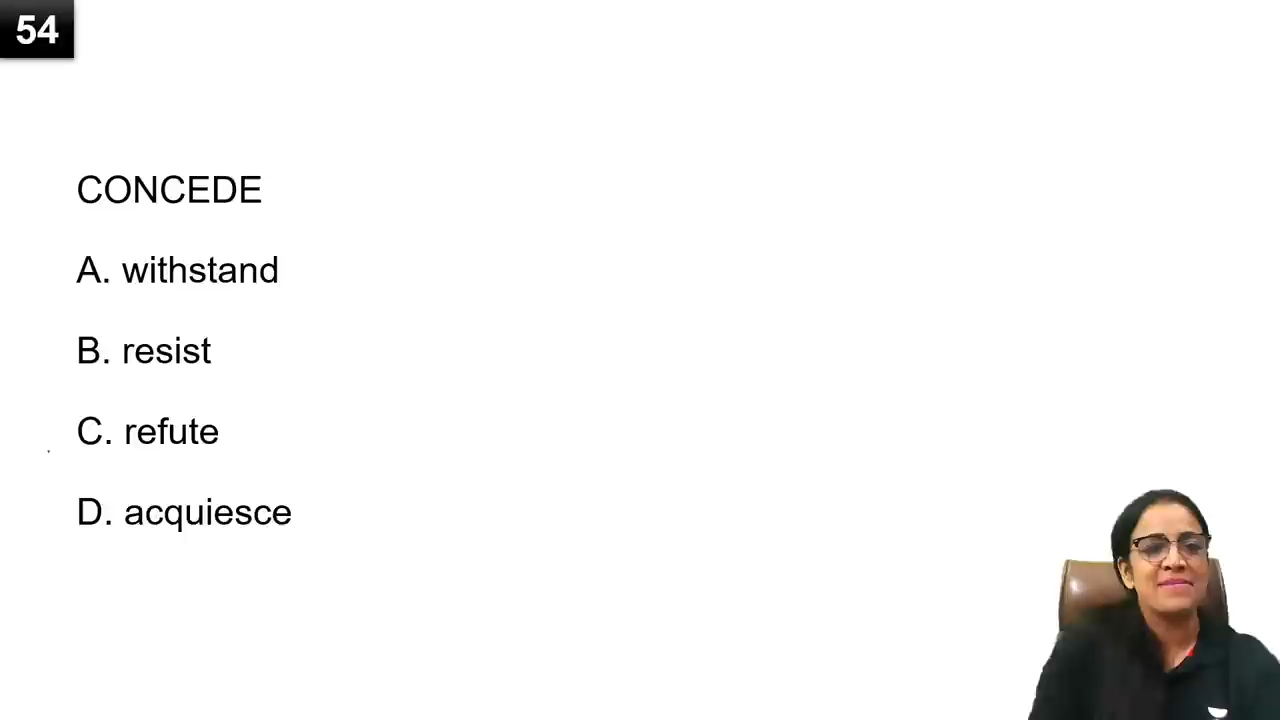 54
CONCEDE
A. withstand
B. resist
C. refute
D. acquiesce